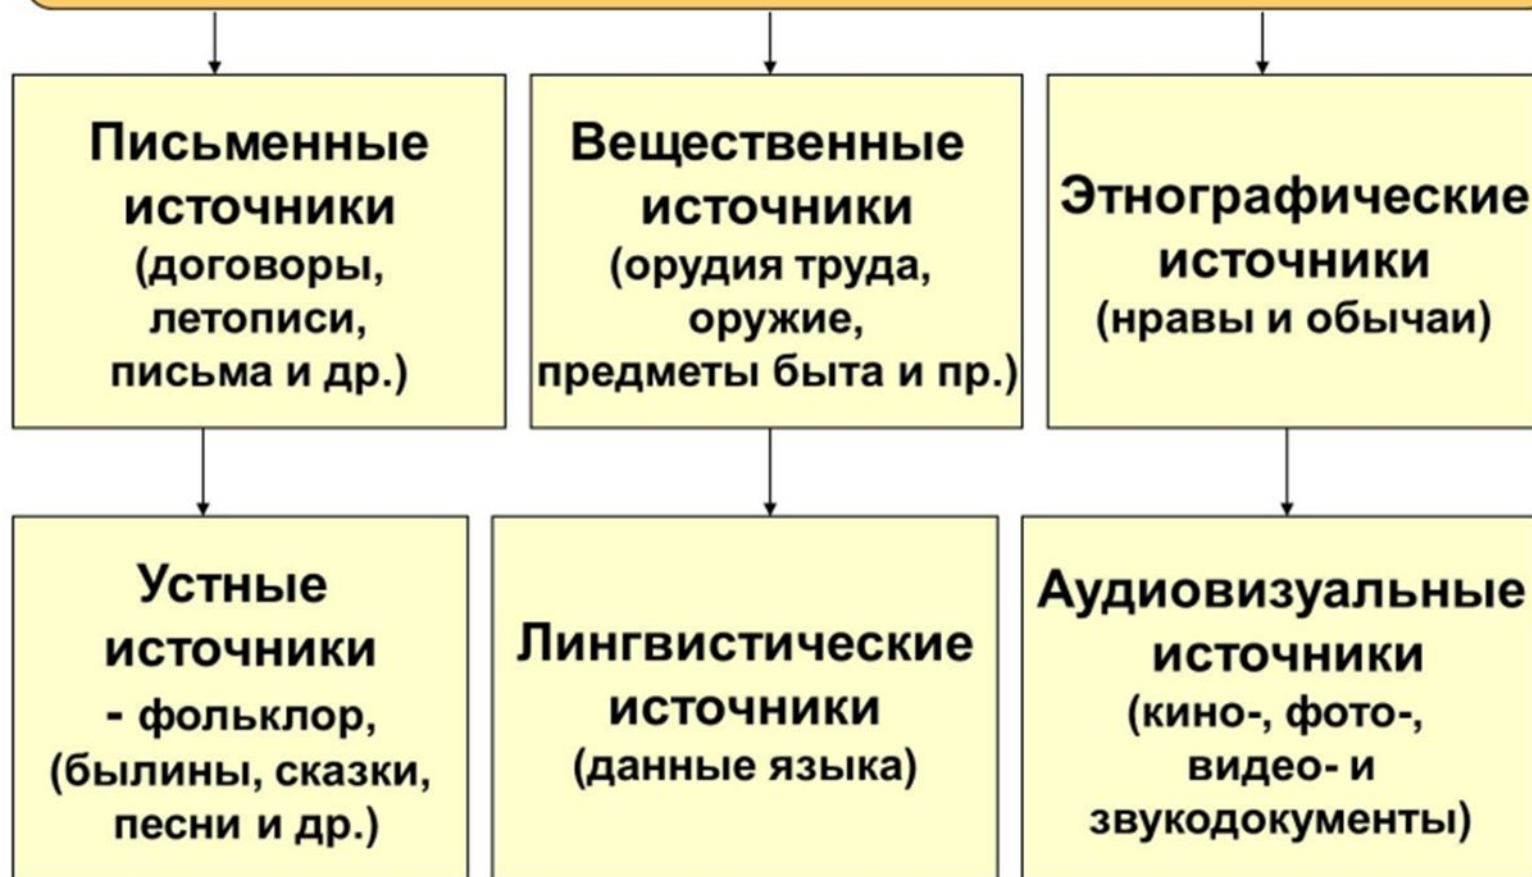 Письменные
источники
(договоры,
летописи,
письма и др.)
Вещественные
источники
(орудия труда,
оружие,
предметы быта и пр.)
Этнографические
источники
(нравы и обычаи)
Устные
источники
- фольклор,
(былины, сказки,
песни и др.)
Лингвистические
источники
(данные языка)
Аудиовизуальные
источники
(кино-, фото-,
видео- и
звукодокументы)